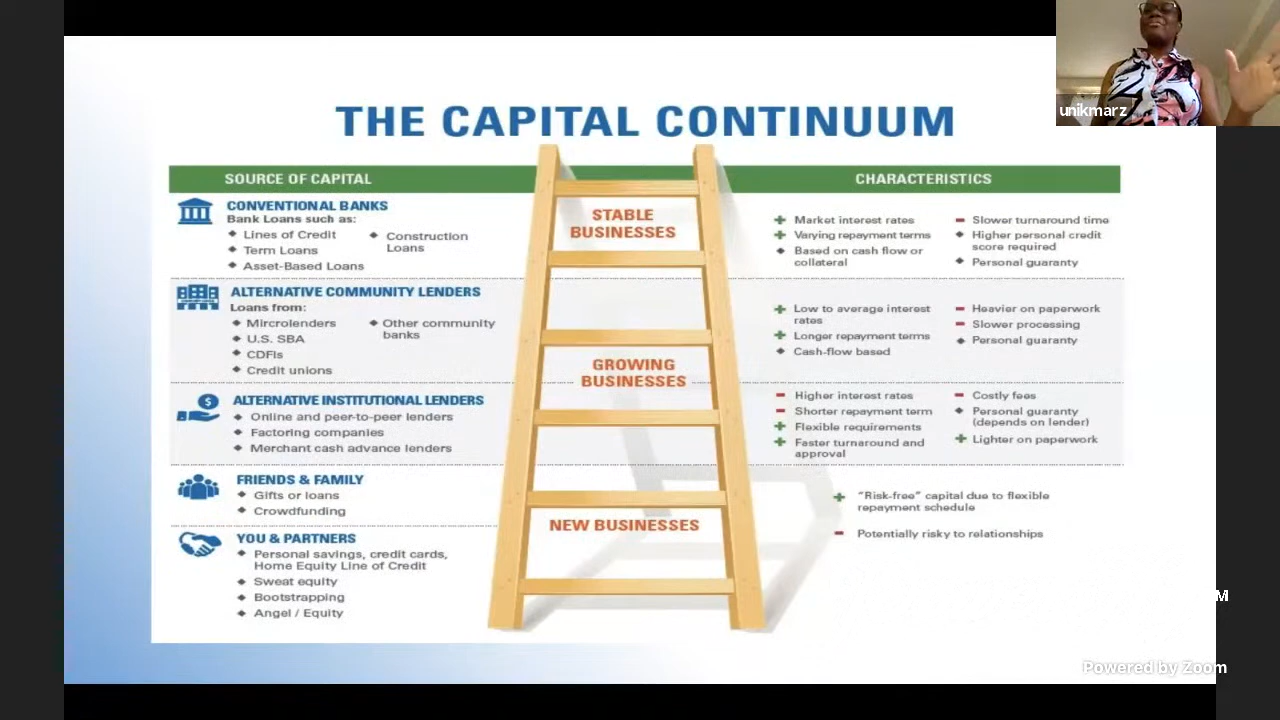 unikmarz
THE CAPITAL CONTINUUM
SOURCE OF CAPITAL
CHARACTERISTICS
CONVENTIONAL BANKS
Bank Loans such as:
Lines of Credit
Term Loans
Asset-Based Loans
Construction
Loans
STABLE
BUSINESSES
Market interest rates
Varying repayment terms
Based on cash flow or
collateral
Slower turnaround time
Higher personal credit
score required
Personal guaranty
ALTERNATIVE COMMUNITY LENDERS
Loans from:
Mircrolenders
U.S. SBA
CDFIs
Credit unions
Other community
banks
Low to average interest
rates
Longer repayment terms
Cash-flow based
Heavier on paperwork
Slower processing
Personal guaranty
GROWING
BUSINESSES
ALTERNATIVE INSTITUTIONAL LENDERS
Online and peer-to-peer lenders
Factoring companies
Merchant cash advance lenders
Higher interest rates
Shorter repayment term
Flexible requirements
Faster turnaround and
approval
Costly fees
Personal guaranty
(depends on lender)
Lighter on paperwork
FRIENDS & FAMILY
Gifts or loans
Crowdfunding
NEW BUSINESSES
"Risk-free" capital due to flexible
repayment schedule
Potentially risky to relationships
YOU & PARTNERS
Personal savings, credit cards,
Home Equity Line of Credit
Sweat equity
Bootstrapping
Angel / Equity
M
Powered by Zoom